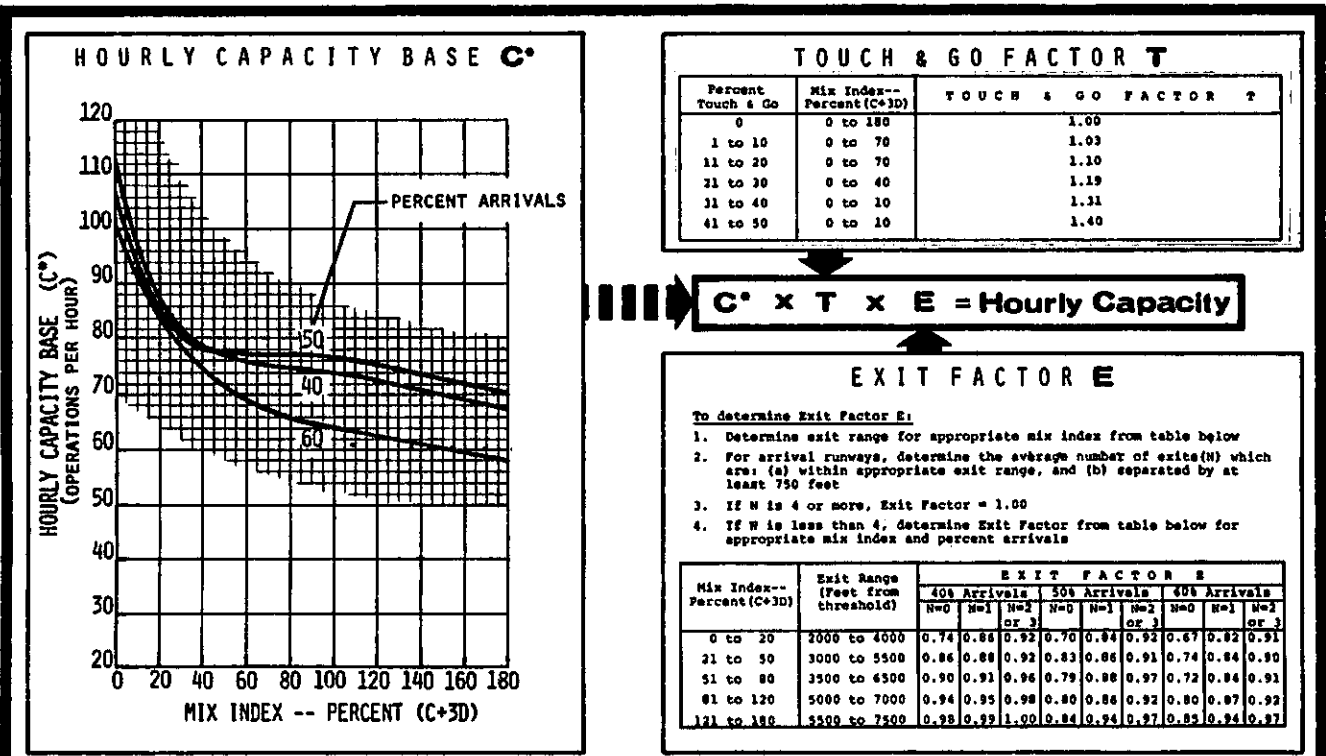 HOURLY CAPACITY BASE C*
120
110
100
90
80
70
60
50
40
30
20
0 20 40 60 80 100 120 140 160 180
HOURLY CAPACITY BASE (C*)
(OPERATIONS PER HOUR)
MIX INDEX -- PERCENT (C+3D)
PERCENT ARRIVALS
50
40
60
TOUCH & GO FACTOR T
Percent Touch & Go
Mix Index-- Percent(C+3D)
TOUCH & GO FACTOR T
0 0 to 180 1.00
1 to 10 0 to 70 1.03
11 to 20 0 to 70 1.10
21 to 30 0 to 40 1.19
31 to 40 0 to 10 1.31
41 to 50 0 to 10 1.40
C* x T x E = Hourly Capacity
EXIT FACTOR E
To determine Exit Factor E:
1. Determine exit range for appropriate mix index from table below
2. For arrival runways, determine the average number of exits(N) which
are: (a) within appropriate exit range, and (b) separated by at
least 750 feet
3. If N is 4 or more, Exit Factor = 1.00
4. If N is less than 4, determine Exit Factor from table below for
appropriate mix index and percent arrivals
Mix Index-- Percent(C+3D)
Exit Range (Feet from threshold)
EXIT FACTOR E
40% Arrivals 50% Arrivals 60% Arrivals
N=0 N=1 N=2 or 3 N=0 N=1 N=2 or 3 N=0 N=1 N=2 or 3
0 to 20 2000 to 4000 0.74 0.86 0.92 0.70 0.84 0.92 0.67 0.82 0.91
21 to 50 3000 to 5500 0.86 0.88 0.92 0.83 0.86 0.91 0.74 0.84 0.90
51 to 80 3500 to 6500 0.90 0.91 0.96 0.79 0.88 0.97 0.72 0.84 0.91
81 to 120 5000 to 7000 0.94 0.95 0.98 0.80 0.86 0.92 0.80 0.87 0.92
121 to 180 5500 to 7500 0.98 0.99 1.00 0.84 0.94 0.97 0.85 0.94 0.97